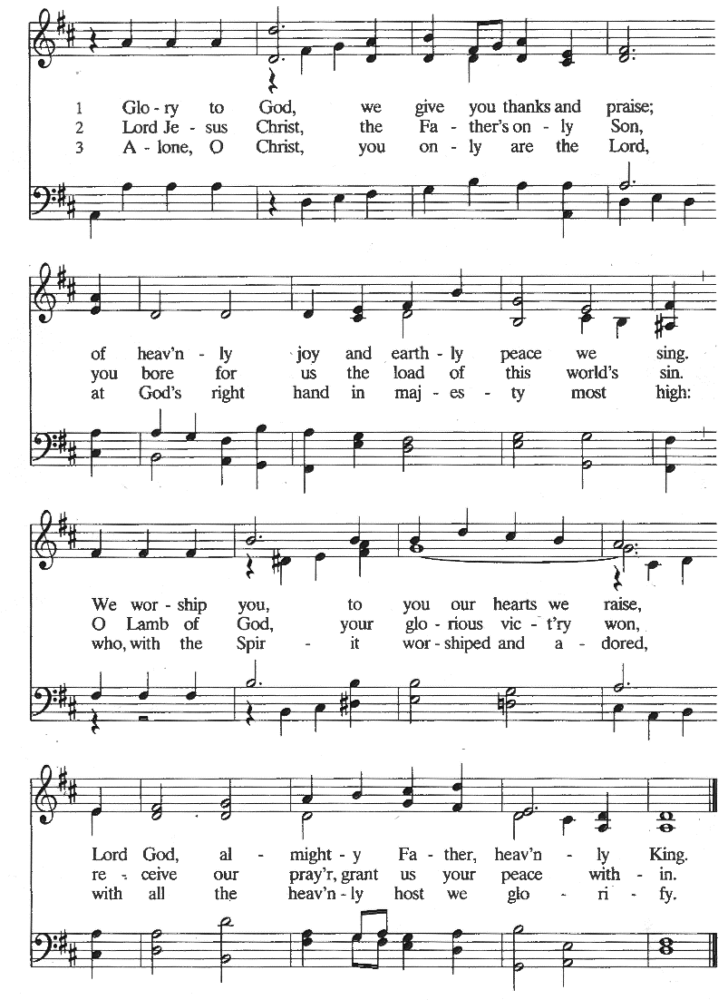 1 Glo - ry to God, we give you thanks and praise;
2 Lord Je - sus Christ, the Fa - ther's on - ly Son,
3 A - lone, O Christ, you on - ly are the Lord,
of heav'n - ly joy and earth - ly peace we sing.
you bore for us the load of this world's sin.
at God's right hand in maj - es - ty most high:
We wor - ship you, to you our hearts we raise,
O Lamb of God, your glo - rious vic - t'ry won,
who, with the Spir - it wor - shiped and a - dored,
Lord God, al - might - y Fa - ther, heav'n - ly King.
re - ceive our pray'r, grant us your peace with - in.
with all the heav'n - ly host we glo - ri - fy.